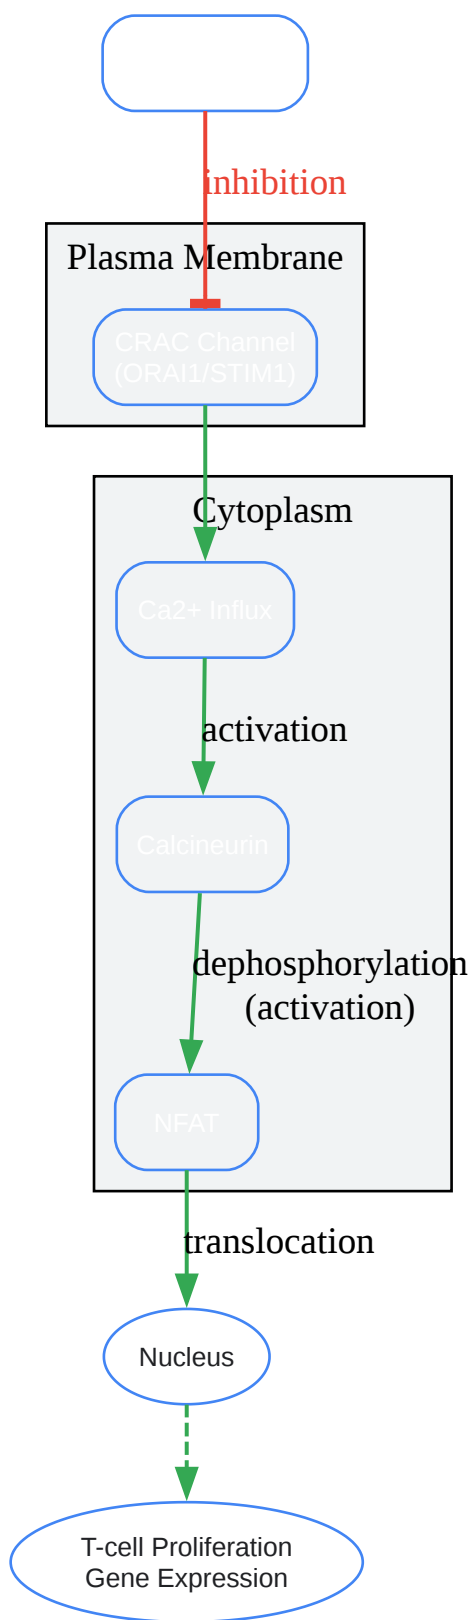 inhibition
Plasma Membrane
CRAC Channel
(ORAI1/STIM1)
Cytoplasm
Ca2+ Influx
activation
Calcineurin
dephosphorylation
(activation)
NFAT
translocation
Nucleus
T-cell Proliferation
Gene Expression